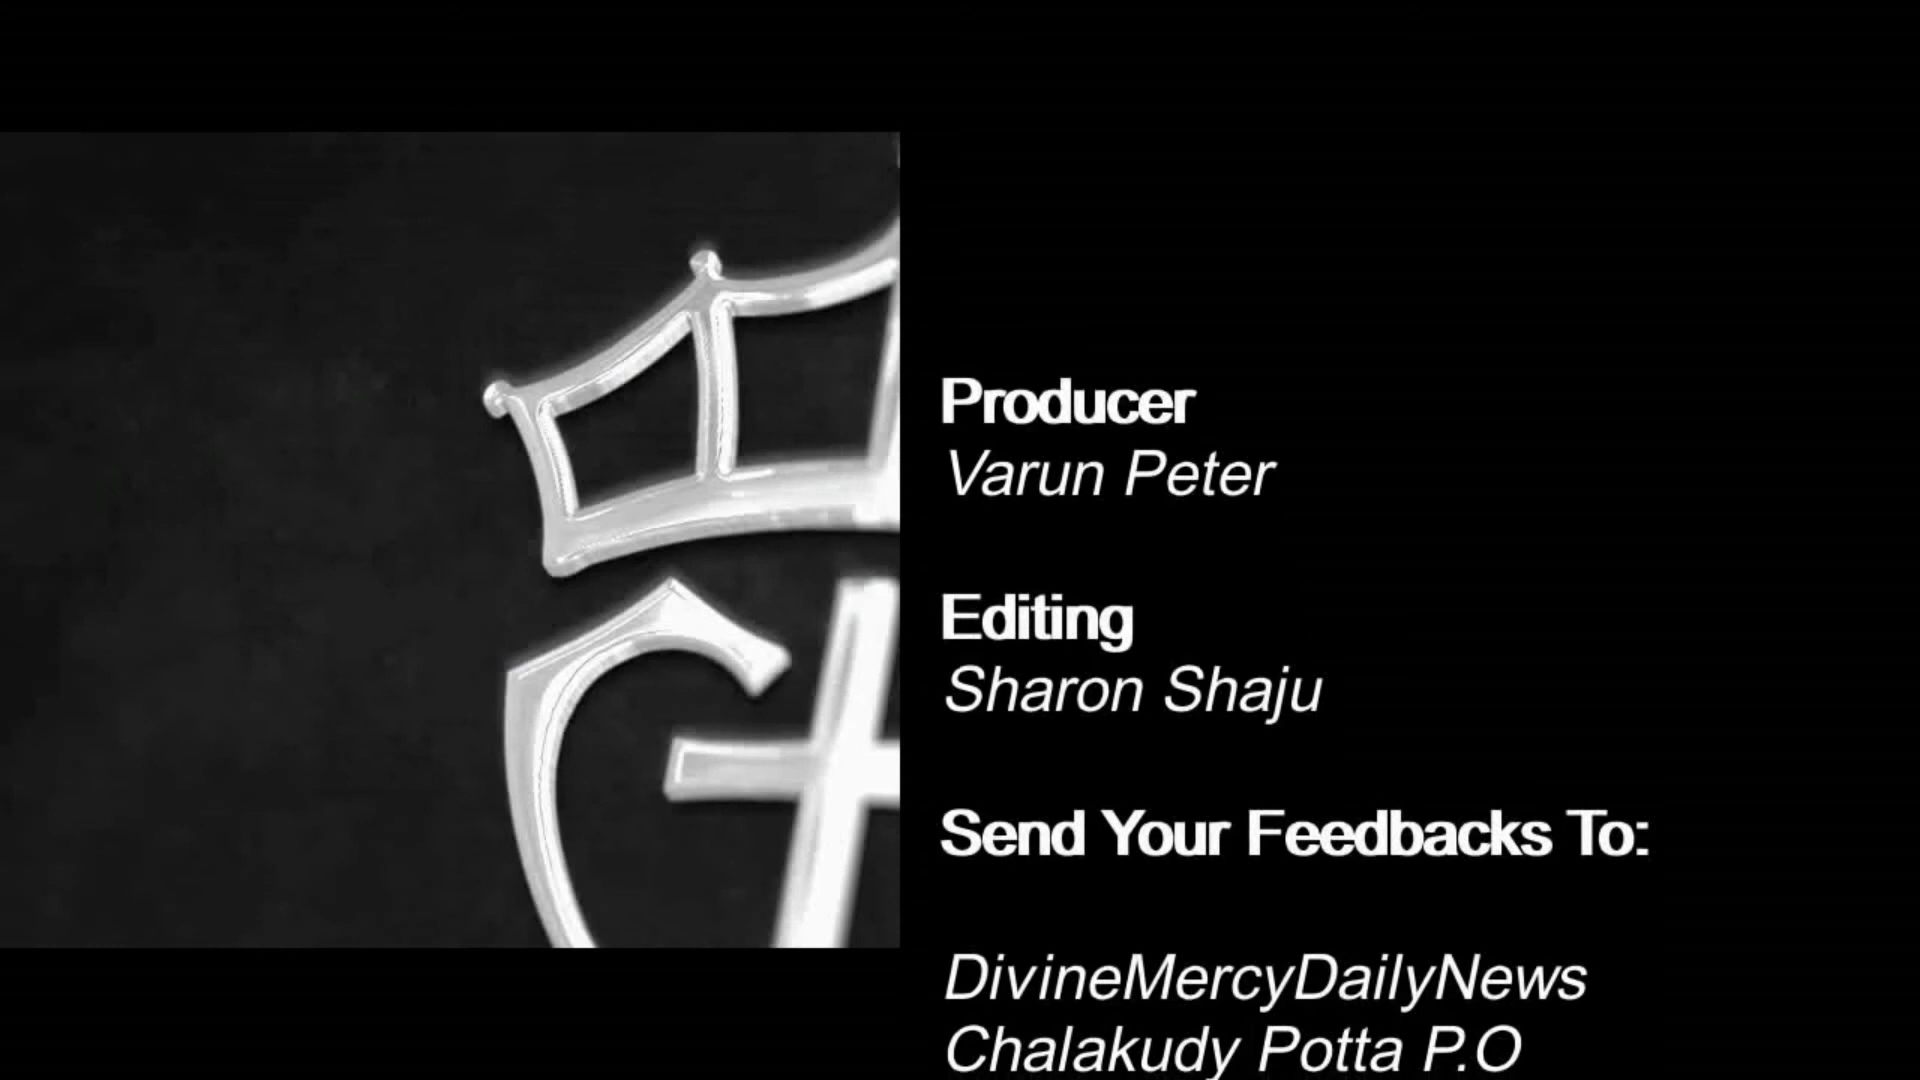 Producer
Varun Peter
Editing
Sharon Shaju
Send Your Feedbacks To:
DivineMercyDailyNews
Chalakudy Potta P.O